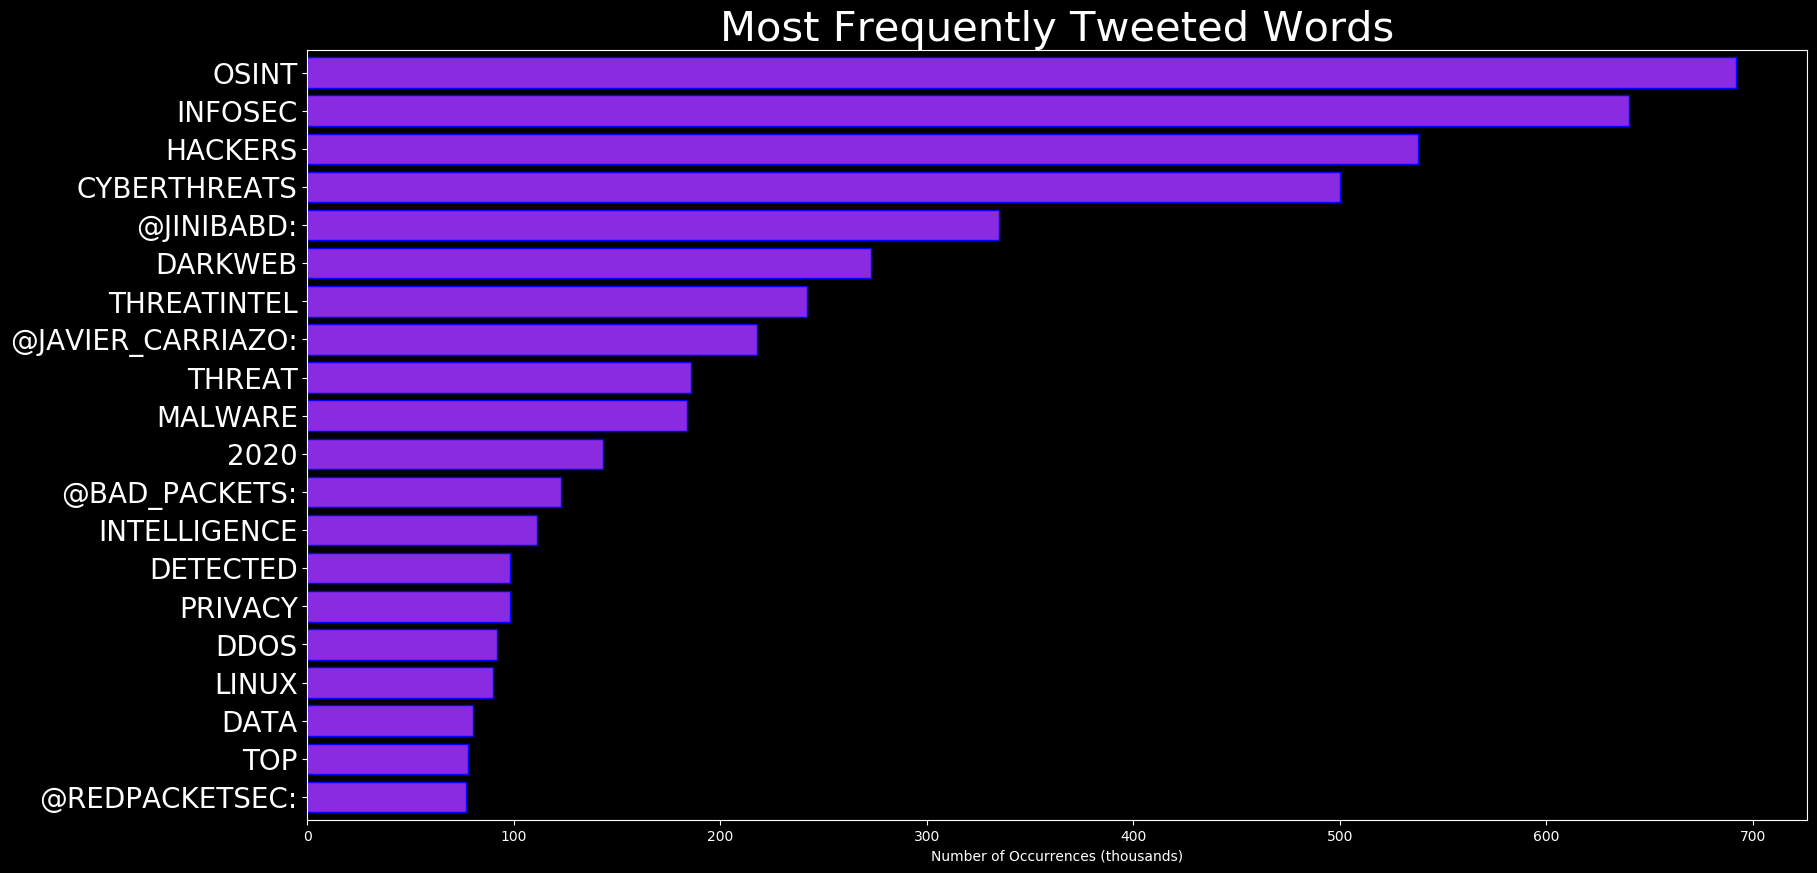 Most Frequently Tweeted Words
OSINT
INFOSEC
HACKERS
CYBERTHREATS
@JINIBABD:
DARKWEB
THREATINTEL
@JAVIER_CARRIAZO:
THREAT
MALWARE
2020
@BAD_PACKETS:
INTELLIGENCE
DETECTED
PRIVACY
DDOS
LINUX
DATA
TOP
@REDPACKETSEC:
0 100 200 300 400 500 600 700
Number of Occurrences (thousands)